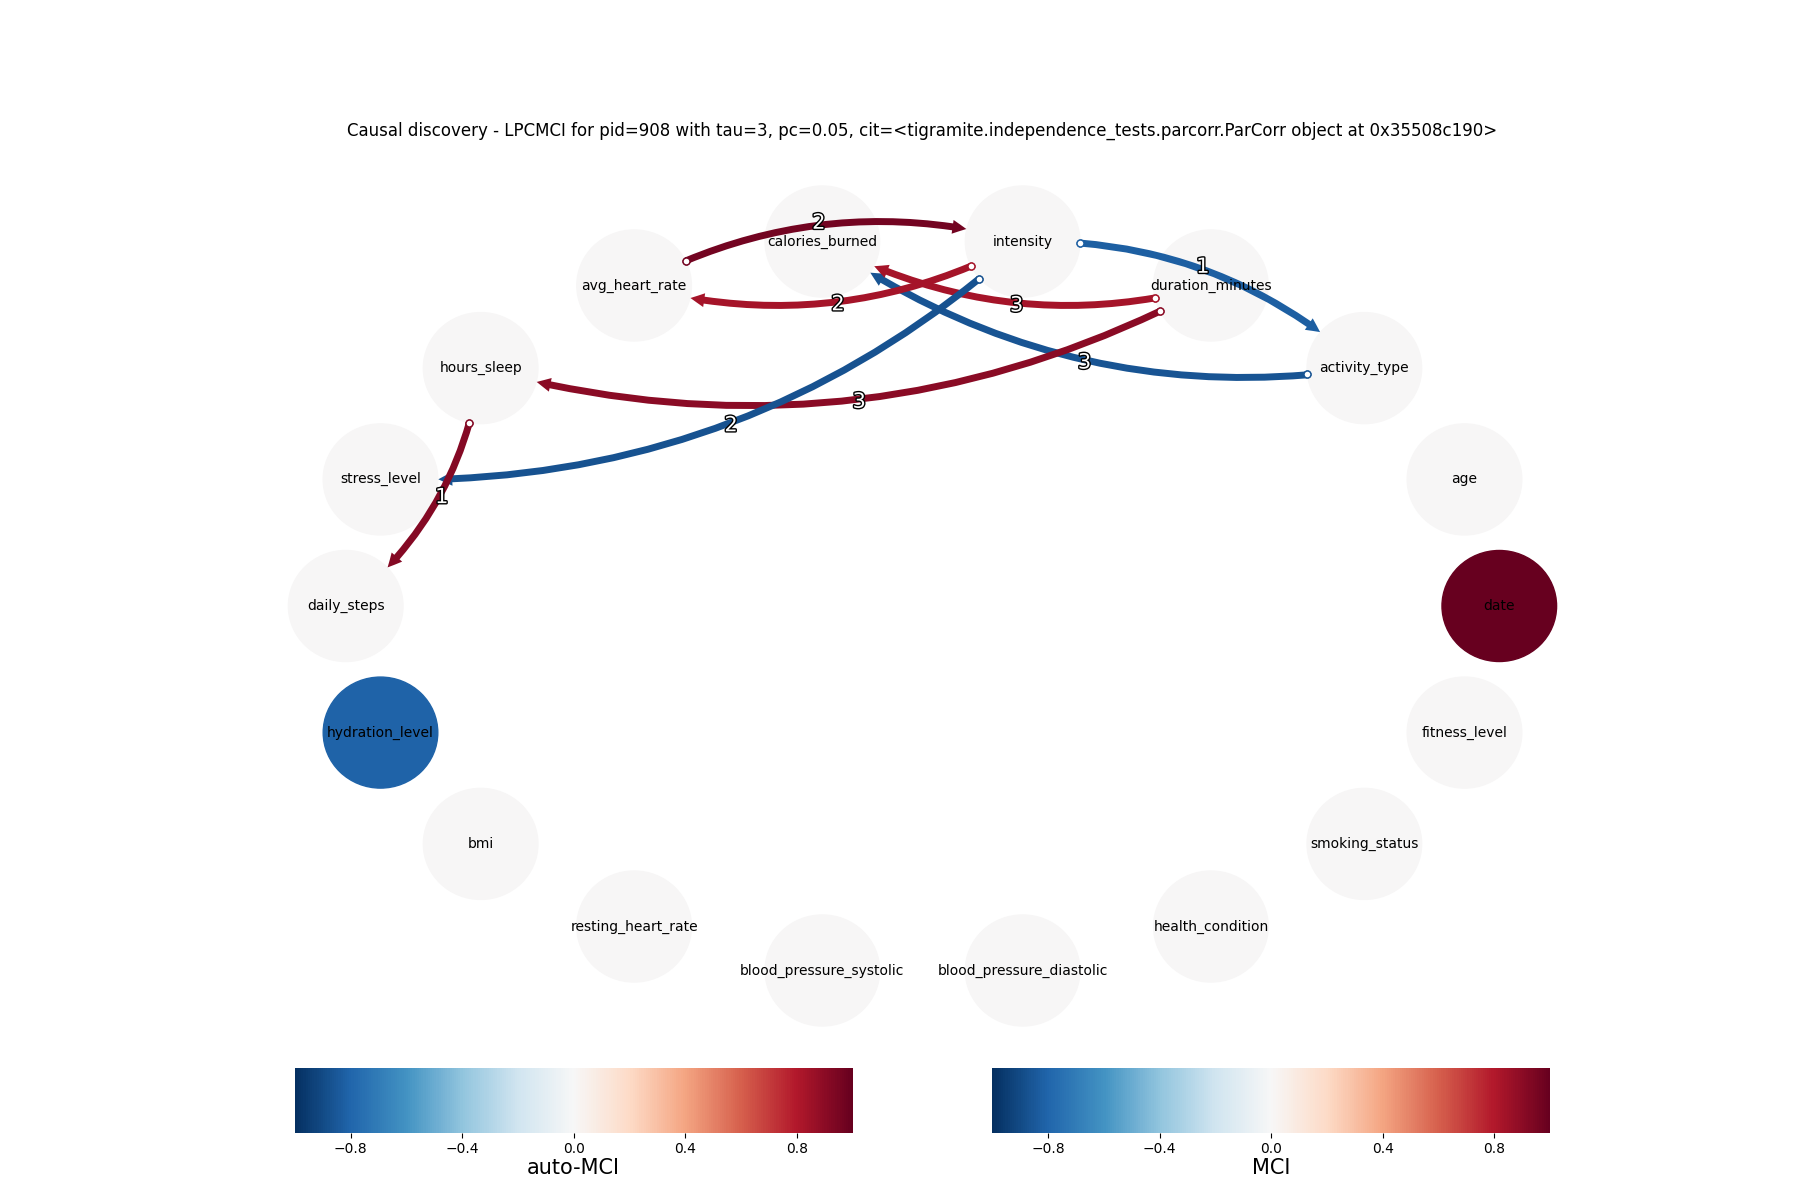 Causal discovery - LPCMCI for pid=908 with tau=3, pc=0.05, cit=<tigramite.independence_tests.parcorr.ParCorr object at 0x35508c190>
2
calories_burned
intensity
1
avg_heart_rate
duration_minutes
2
3
hours_sleep
3
activity_type
3
2
stress_level
1
age
daily_steps
date
hydration_level
fitness_level
bmi
smoking_status
resting_heart_rate
health_condition
blood_pressure_systolic
blood_pressure_diastolic
−0.8 −0.4 0.0 0.4 0.8
auto-MCI
−0.8 −0.4 0.0 0.4 0.8
MCI